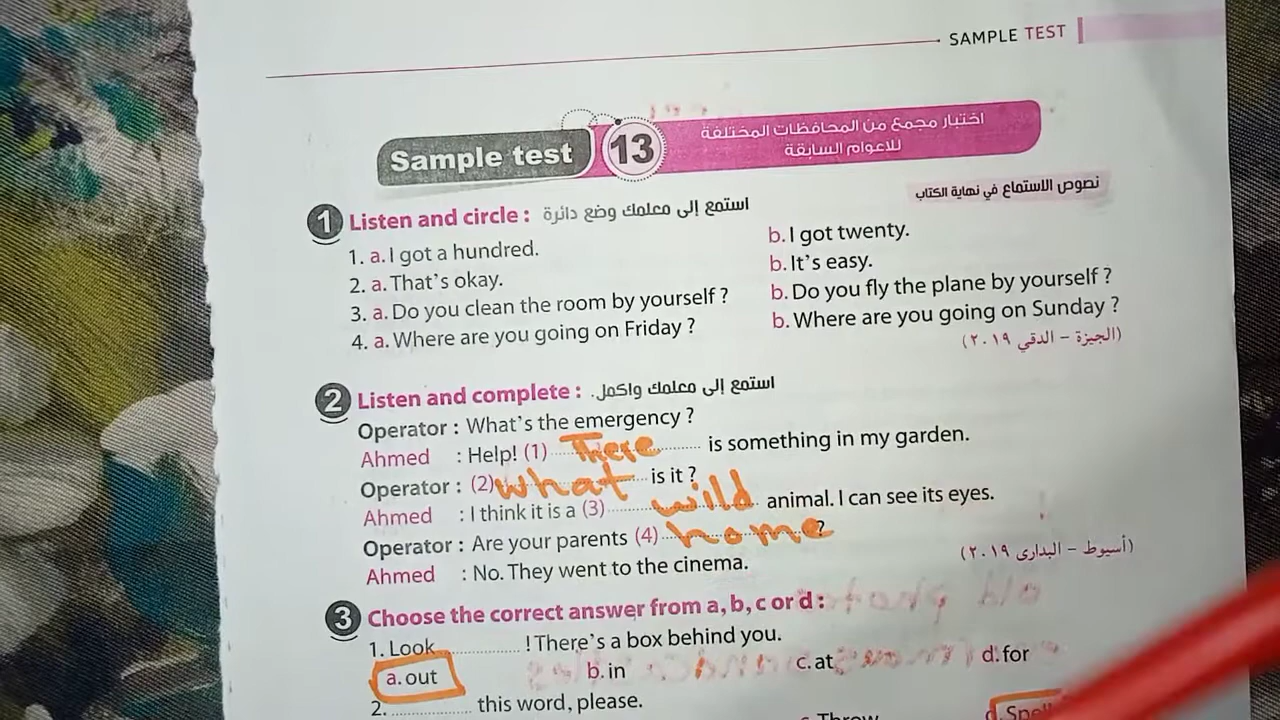 SAMPLE TEST
Sample test 13 اختبار مجمع من المحافظات المختلفة
للاعوام السابقة
نصوص الاستماع في نهاية الكتاب
1 Listen and circle : استمع إلى معلمك وضع دائرة
1. a. I got a hundred. b. I got twenty.
2. a. That's okay. b. It's easy.
3. a. Do you clean the room by yourself ? b. Do you fly the plane by yourself ?
4. a. Where are you going on Friday ? b. Where are you going on Sunday ?
(الجيزة - الدقي ٢٠١٩)
2 Listen and complete : استمع إلى معلمك واكمل.
Operator : What's the emergency ?
Ahmed : Help! (1) There is something in my garden.
Operator : (2) what is it ?
Ahmed : I think it is a (3) wild animal. I can see its eyes.
Operator : Are your parents (4) home ?
Ahmed : No. They went to the cinema.
(أسيوط - البدارى ٢٠١٩)
3 Choose the correct answer from a, b, c or d :
1. Look ............... ! There's a box behind you.
a. out b. in c. at d. for
2. ............... this word, please.
c. Throw d. Spell